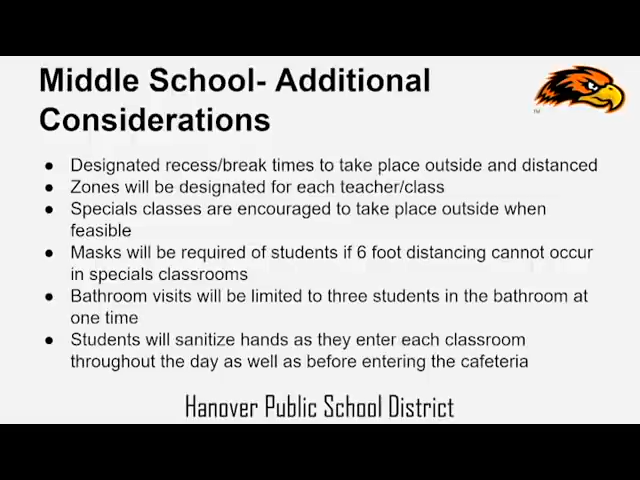 Middle School- Additional
Considerations
TM
● Designated recess/break times to take place outside and distanced
● Zones will be designated for each teacher/class
● Specials classes are encouraged to take place outside when
feasible
● Masks will be required of students if 6 foot distancing cannot occur
in specials classrooms
● Bathroom visits will be limited to three students in the bathroom at
one time
● Students will sanitize hands as they enter each classroom
throughout the day as well as before entering the cafeteria
Hanover Public School District